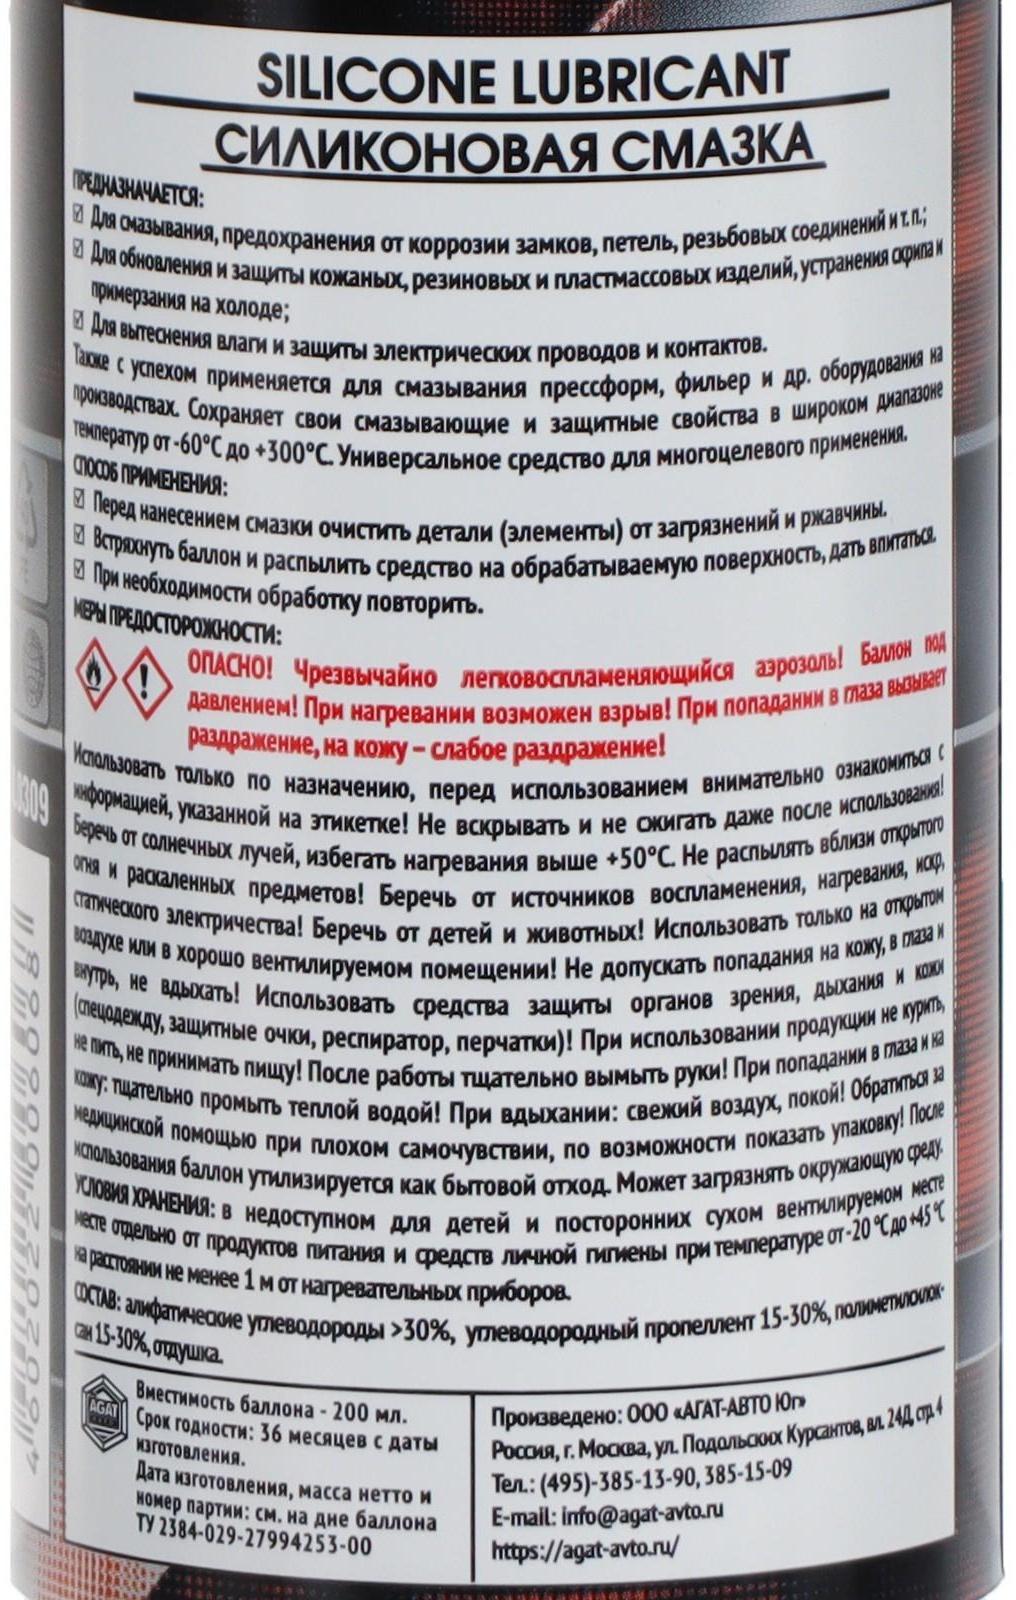 SILICONE LUBRICANT
СИЛИКОНОВАЯ СМАЗКА
ПРЕДНАЗНАЧАЕТСЯ:
Для смазывания, предохранения от коррозии замков, петель, резьбовых соединений и т. п.;
Для обновления и защиты кожаных, резиновых и пластмассовых изделий, устранения скрипа и
примерзания на холоде;
Для вытеснения влаги и защиты электрических проводов и контактов.
Также с успехом применяется для смазывания прессформ, фильер и др. оборудования на
производствах. Сохраняет свои смазывающие и защитные свойства в широком диапазоне
температур от -60°С до +300°С. Универсальное средство для многоцелевого применения.
СПОСОБ ПРИМЕНЕНИЯ:
Перед нанесением смазки очистить детали (элементы) от загрязнений и ржавчины.
Встряхнуть баллон и распылить средство на обрабатываемую поверхность, дать впитаться.
При необходимости обработку повторить.
МЕРЫ ПРЕДОСТОРОЖНОСТИ:
ОПАСНО! Чрезвычайно легковоспламеняющийся аэрозоль! Баллон под
давлением! При нагревании возможен взрыв! При попадании в глаза вызывает
раздражение, на кожу – слабое раздражение!
Использовать только по назначению, перед использованием внимательно ознакомиться с
информацией, указанной на этикетке! Не вскрывать и не сжигать даже после использования!
Беречь от солнечных лучей, избегать нагревания выше +50°С. Не распылять вблизи открытого
огня и раскаленных предметов! Беречь от источников воспламенения, нагревания, искр,
статического электричества! Беречь от детей и животных! Использовать только на открытом
воздухе или в хорошо вентилируемом помещении! Не допускать попадания на кожу, в глаза и
внутрь, не вдыхать! Использовать средства защиты органов зрения, дыхания и кожи
(спецодежду, защитные очки, респиратор, перчатки)! При использовании продукции не курить,
не пить, не принимать пищу! После работы тщательно вымыть руки! При попадании в глаза и на
кожу: тщательно промыть теплой водой! При вдыхании: свежий воздух, покой! Обратиться за
медицинской помощью при плохом самочувствии, по возможности показать упаковку! После
использования баллон утилизируется как бытовой отход. Может загрязнять окружающую среду.
УСЛОВИЯ ХРАНЕНИЯ: в недоступном для детей и посторонних сухом вентилируемом месте
месте отдельно от продуктов питания и средств личной гигиены при температуре от -20 °С до +45 °С
на расстоянии не менее 1 м от нагревательных приборов.
СОСТАВ: алифатические углеводороды >30%, углеводородный пропеллент 15-30%, полиметилсилок-
сан 15-30%, отдушка.
AGAT
Вместимость баллона - 200 мл.
Срок годности: 36 месяцев с даты
изготовления.
Дата изготовления, масса нетто и
номер партии: см. на дне баллона
ТУ 2384-029-27994253-00
Произведено: ООО «АГАТ-АВТО Юг»
Россия, г. Москва, ул. Подольских Курсантов, вл. 24Д, стр. 4
Тел.: (495)-385-13-90, 385-15-09
E-mail: info@agat-avto.ru
https://agat-avto.ru/